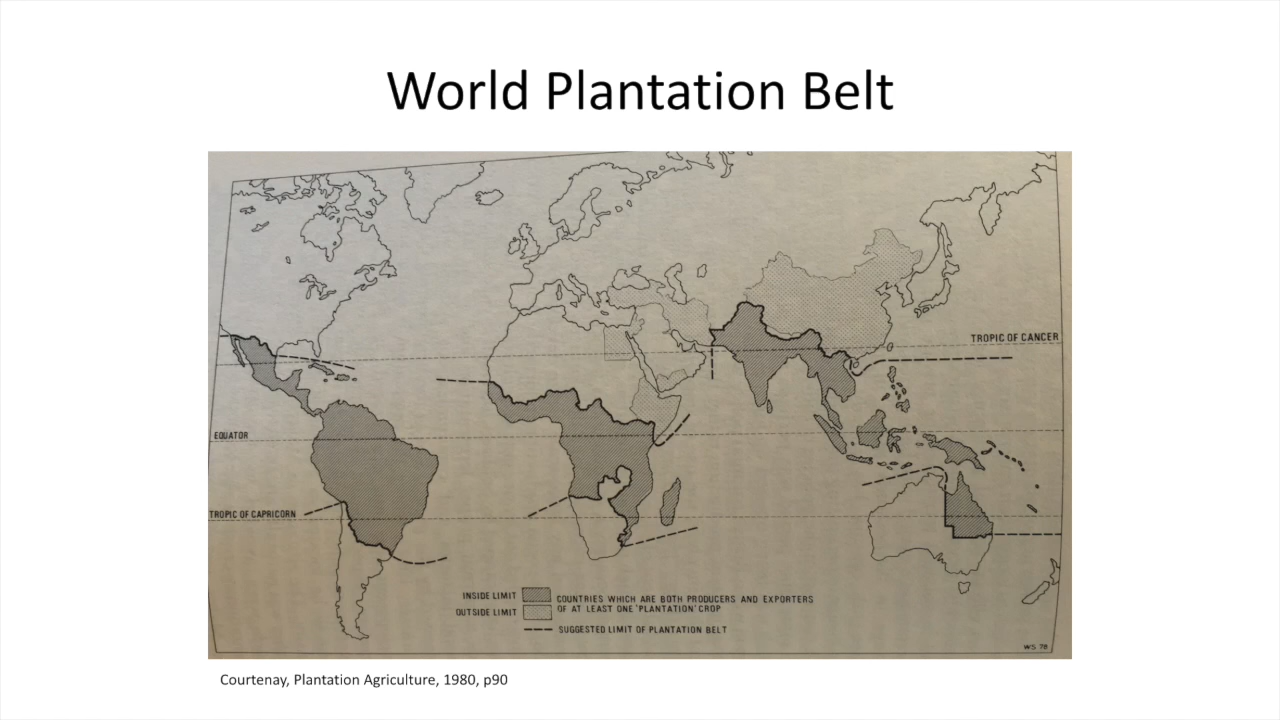 World Plantation Belt
TROPIC OF CANCER
EQUATOR
TROPIC OF CAPRICORN
INSIDE LIMIT
OUTSIDE LIMIT
COUNTRIES WHICH ARE BOTH PRODUCERS AND EXPORTERS
OF AT LEAST ONE 'PLANTATION' CROP
SUGGESTED LIMIT OF PLANTATION BELT
W.S. 78
Courtenay, Plantation Agriculture, 1980, p90